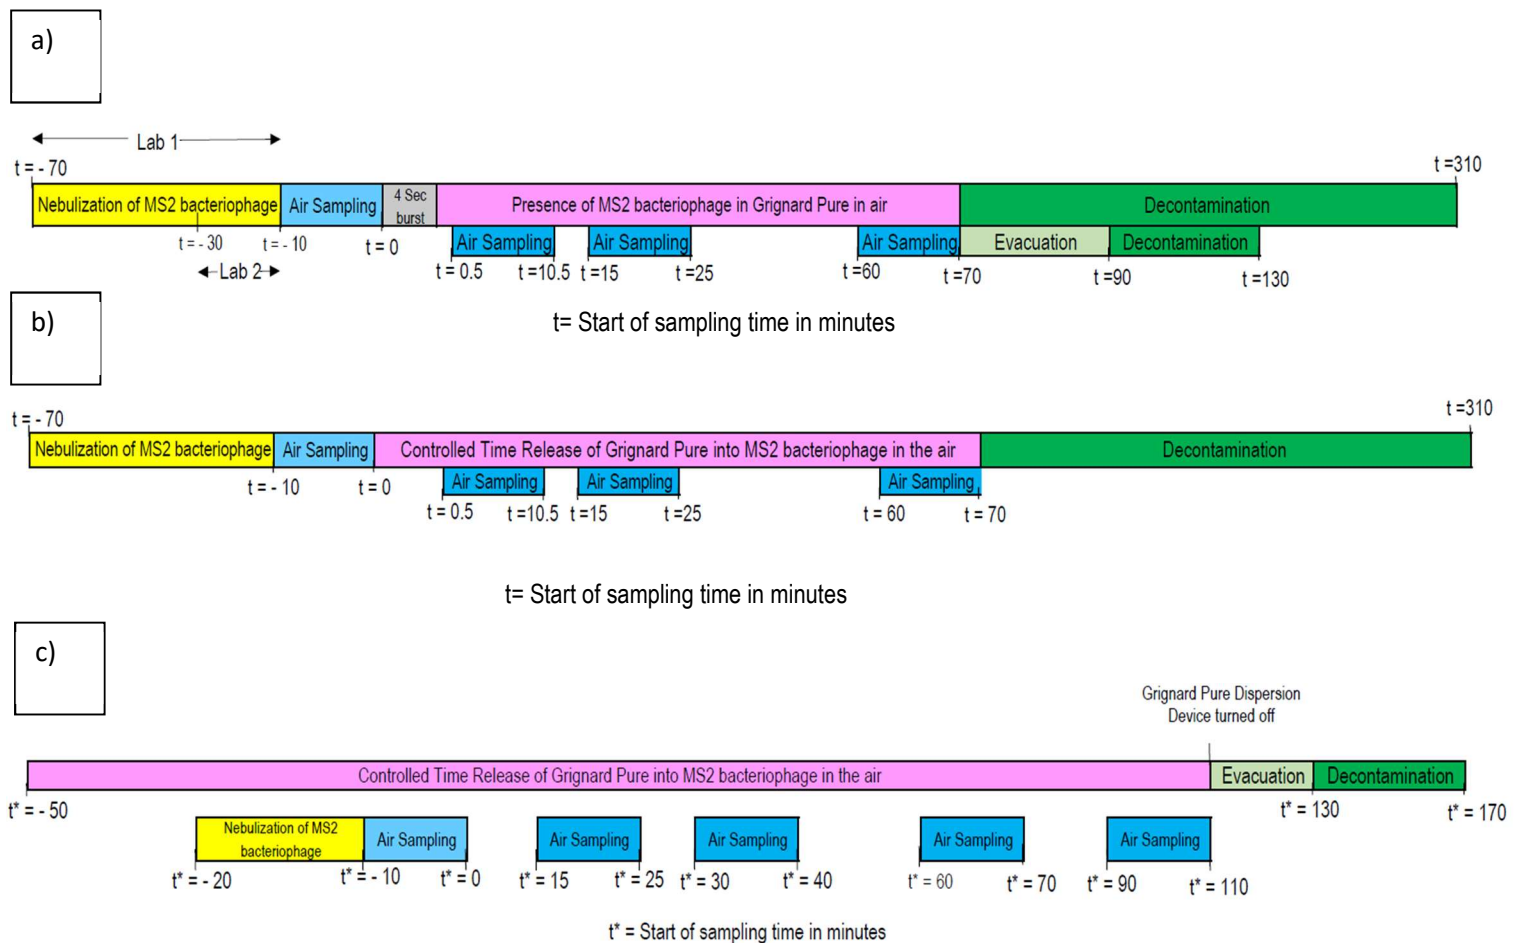 a)
Lab 1
t = - 70
t =310
Nebulization of MS2 bacteriophage
Air Sampling
4 Sec
burst
Presence of MS2 bacteriophage in Grignard Pure in air
Decontamination
t = - 30
t = - 10
t = 0
Air Sampling
Air Sampling
Air Sampling
Evacuation
Decontamination
Lab 2
t = 0.5
t =10.5
t =15
t =25
t =60
t =70
t =90
t =130
b)
t= Start of sampling time in minutes
t = - 70
t =310
Nebulization of MS2 bacteriophage
Air Sampling
Controlled Time Release of Grignard Pure into MS2 bacteriophage in the air
Decontamination
t = - 10
t = 0
Air Sampling
Air Sampling
Air Sampling
t = 0.5
t =10.5
t =15
t =25
t = 60
t = 70
t= Start of sampling time in minutes
c)
Grignard Pure Dispersion
Device turned off
Controlled Time Release of Grignard Pure into MS2 bacteriophage in the air
Evacuation
Decontamination
t* = - 50
t* = 130
t* = 170
Nebulization of MS2
bacteriophage
Air Sampling
Air Sampling
Air Sampling
Air Sampling
Air Sampling
t* = - 20
t* = - 10
t* = 0
t* = 15
t* = 25
t* = 30
t* = 40
t* = 60
t* = 70
t* = 90
t* = 110
t* = Start of sampling time in minutes